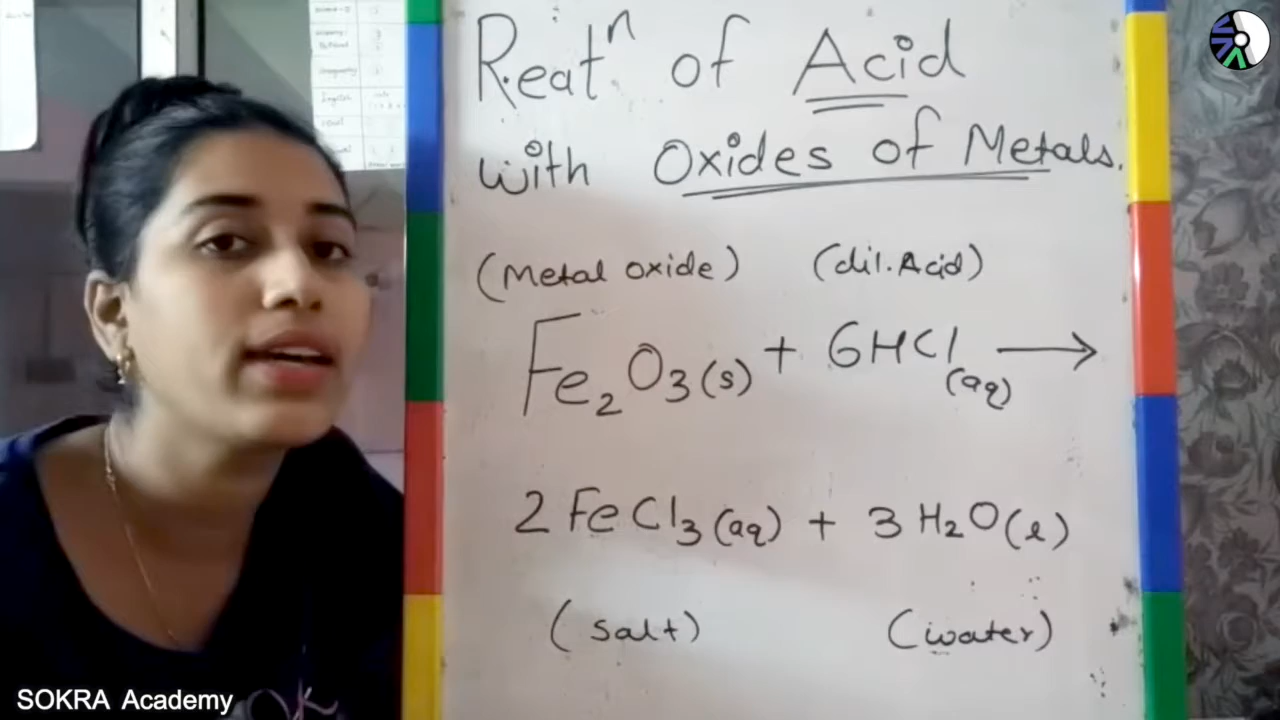 English
Reatⁿ of Acid
with Oxides of Metals.
(Metal oxide) (dil. Acid)
Fe₂O₃(s) + 6HCl(aq) ⟶
2FeCl₃(aq) + 3H₂O(l)
(salt) (water)
SOKRA Academy